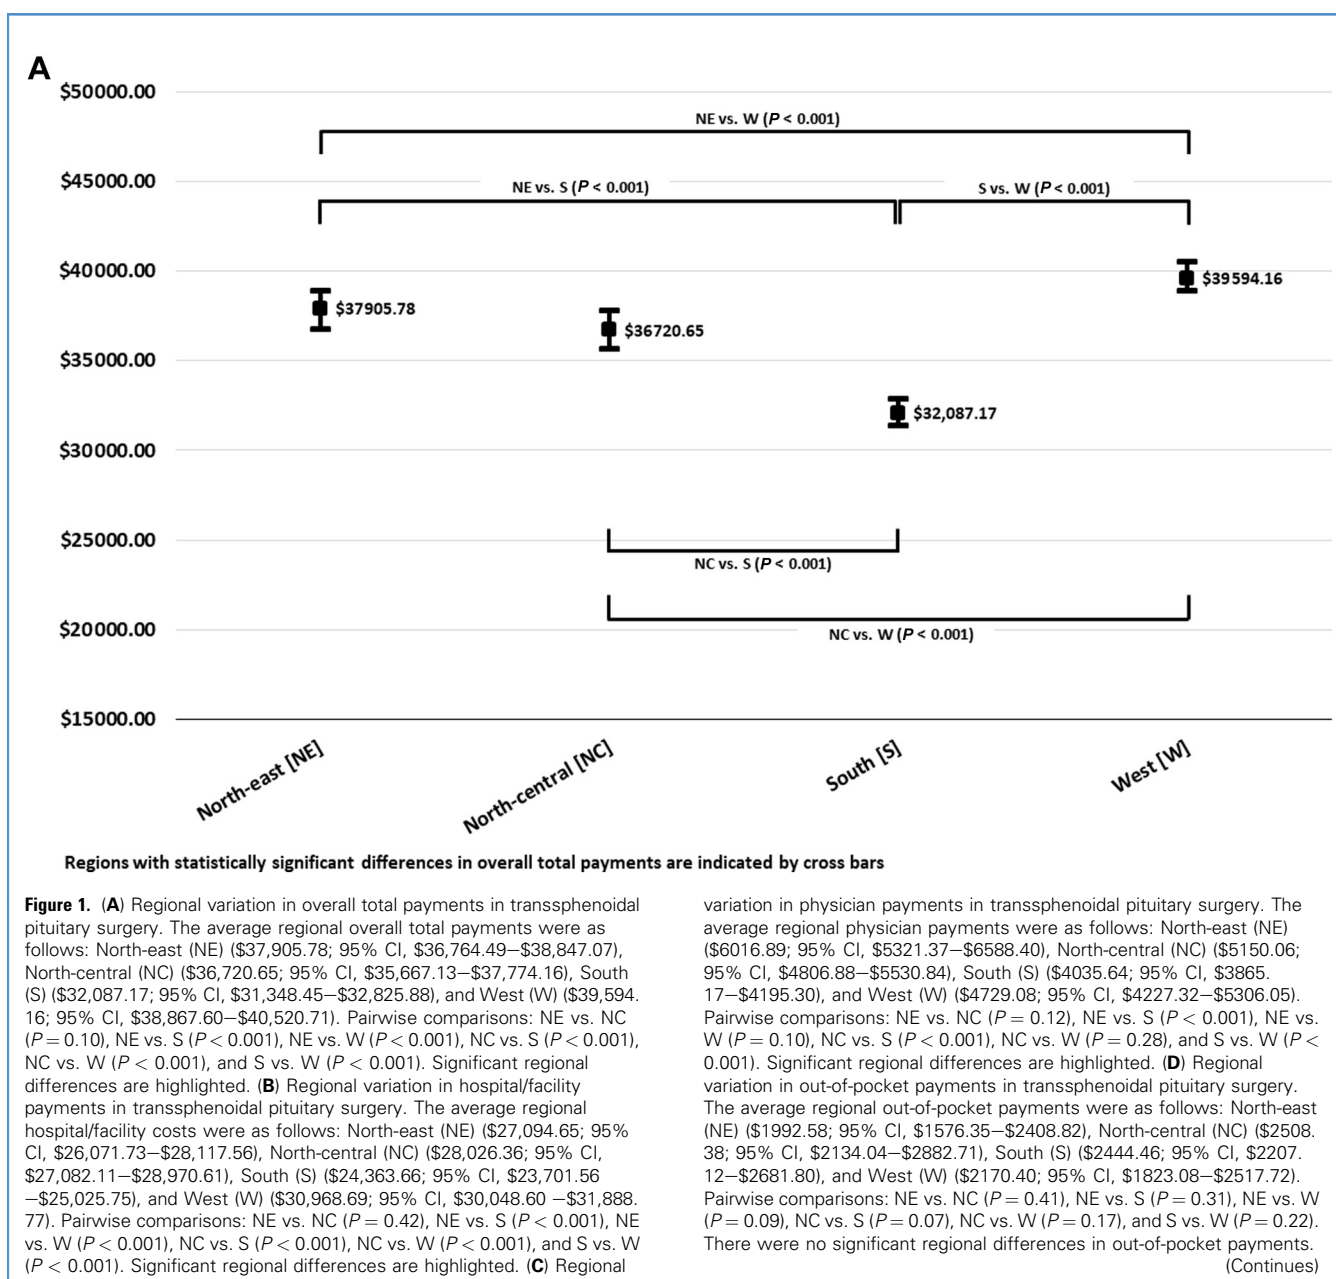 A
$50000.00
NE vs. W (P < 0.001)
$45000.00
NE vs. S (P < 0.001)
S vs. W (P < 0.001)
$40000.00
$39594.16
$37905.78
$36720.65
$35000.00
$32,087.17
$30000.00
$25000.00
NC vs. S (P < 0.001)
$20000.00
NC vs. W (P < 0.001)
$15000.00
North-east [NE]
North-central [NC]
South [S]
West [W]
Regions with statistically significant differences in overall total payments are indicated by cross bars
Figure 1. (A) Regional variation in overall total payments in transsphenoidal
pituitary surgery. The average regional overall total payments were as
follows: North-east (NE) ($37,905.78; 95% CI, $36,764.49–$38,847.07),
North-central (NC) ($36,720.65; 95% CI, $35,667.13–$37,774.16), South
(S) ($32,087.17; 95% CI, $31,348.45–$32,825.88), and West (W) ($39,594.
16; 95% CI, $38,867.60–$40,520.71). Pairwise comparisons: NE vs. NC
(P = 0.10), NE vs. S (P < 0.001), NE vs. W (P < 0.001), NC vs. S (P < 0.001),
NC vs. W (P < 0.001), and S vs. W (P < 0.001). Significant regional
differences are highlighted. (B) Regional variation in hospital/facility
payments in transsphenoidal pituitary surgery. The average regional
hospital/facility costs were as follows: North-east (NE) ($27,094.65; 95%
CI, $26,071.73–$28,117.56), North-central (NC) ($28,026.36; 95% CI,
$27,082.11–$28,970.61), South (S) ($24,363.66; 95% CI, $23,701.56
–$25,025.75), and West (W) ($30,968.69; 95% CI, $30,048.60 –$31,888.
77). Pairwise comparisons: NE vs. NC (P = 0.42), NE vs. S (P < 0.001), NE
vs. W (P < 0.001), NC vs. S (P < 0.001), NC vs. W (P < 0.001), and S vs. W
(P < 0.001). Significant regional differences are highlighted. (C) Regional
variation in physician payments in transsphenoidal pituitary surgery. The
average regional physician payments were as follows: North-east (NE)
($6016.89; 95% CI, $5321.37–$6588.40), North-central (NC) ($5150.06;
95% CI, $4806.88–$5530.84), South (S) ($4035.64; 95% CI, $3865.
17–$4195.30), and West (W) ($4729.08; 95% CI, $4227.32–$5306.05).
Pairwise comparisons: NE vs. NC (P = 0.12), NE vs. S (P < 0.001), NE vs.
W (P = 0.10), NC vs. S (P < 0.001), NC vs. W (P = 0.28), and S vs. W (P <
0.001). Significant regional differences are highlighted. (D) Regional
variation in out-of-pocket payments in transsphenoidal pituitary surgery.
The average regional out-of-pocket payments were as follows: North-east
(NE) ($1992.58; 95% CI, $1576.35–$2408.82), North-central (NC) ($2508.
38; 95% CI, $2134.04–$2882.71), South (S) ($2444.46; 95% CI, $2207.
12–$2681.80), and West (W) ($2170.40; 95% CI, $1823.08–$2517.72).
Pairwise comparisons: NE vs. NC (P = 0.41), NE vs. S (P = 0.31), NE vs. W
(P = 0.09), NC vs. S (P = 0.07), NC vs. W (P = 0.17), and S vs. W (P = 0.22).
There were no significant regional differences in out-of-pocket payments.
(Continues)